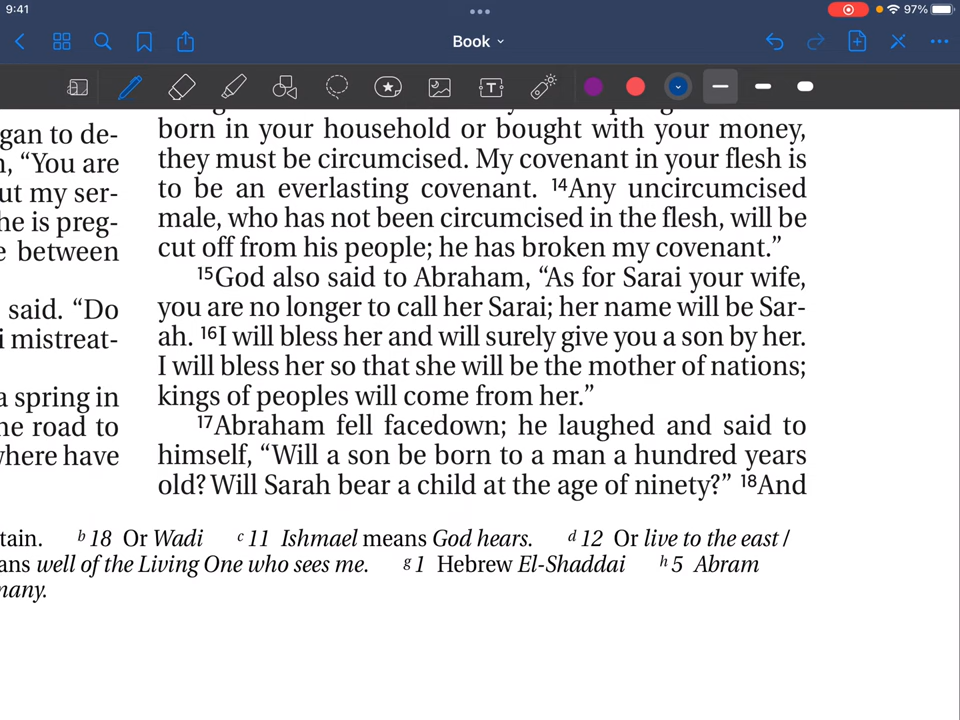 9:41
97%
Book
T
gan to de-
n, “You are
ut my ser-
he is preg-
e between
said. “Do
i mistreat-
a spring in
he road to
where have
born in your household or bought with your money,
they must be circumcised. My covenant in your flesh is
to be an everlasting covenant. 14Any uncircumcised
male, who has not been circumcised in the flesh, will be
cut off from his people; he has broken my covenant.”
15God also said to Abraham, “As for Sarai your wife,
you are no longer to call her Sarai; her name will be Sar-
ah. 16I will bless her and will surely give you a son by her.
I will bless her so that she will be the mother of nations;
kings of peoples will come from her.”
17Abraham fell facedown; he laughed and said to
himself, “Will a son be born to a man a hundred years
old? Will Sarah bear a child at the age of ninety?” 18And
tain. b 18 Or Wadi c 11 Ishmael means God hears. d 12 Or live to the east /
ans well of the Living One who sees me. g 1 Hebrew El-Shaddai h 5 Abram
many.